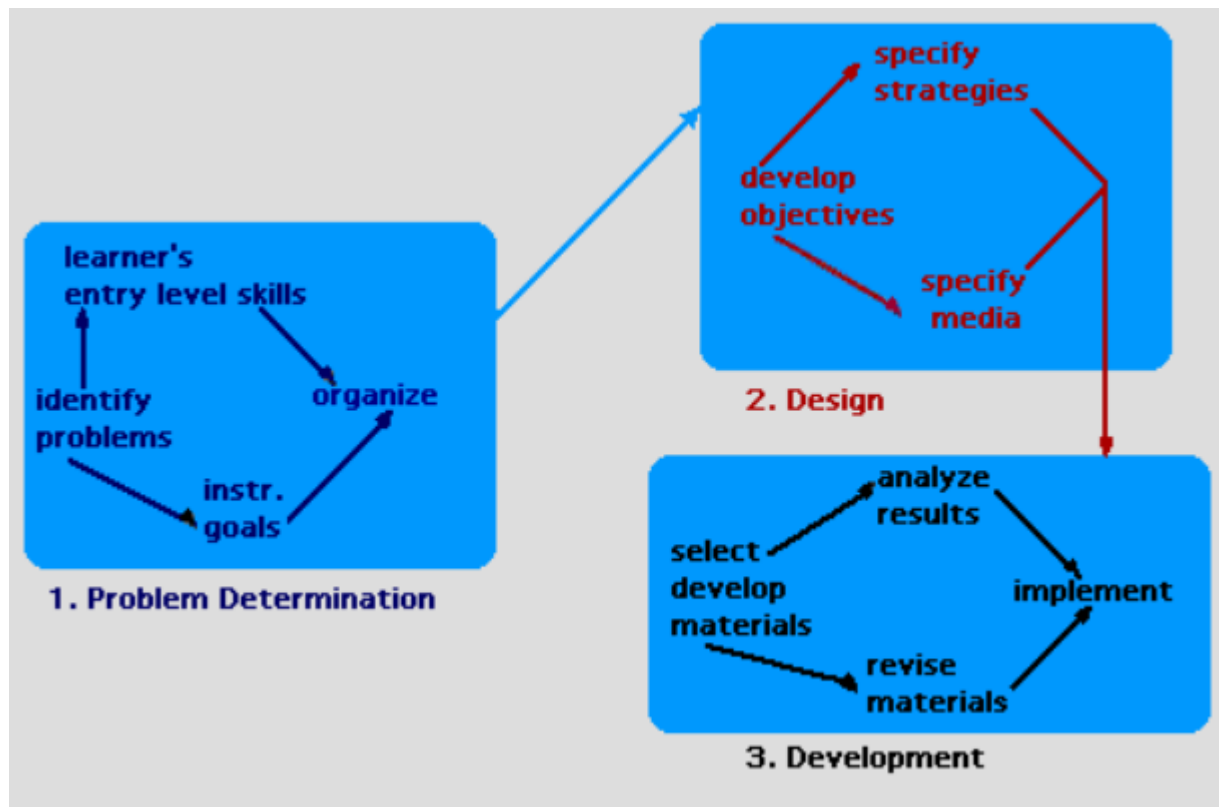 learner's
entry level skills
identify
problems
organize
instr.
goals
1. Problem Determination
specify
strategies
develop
objectives
specify
media
2. Design
analyze
results
select
develop
materials
implement
revise
materials
3. Development